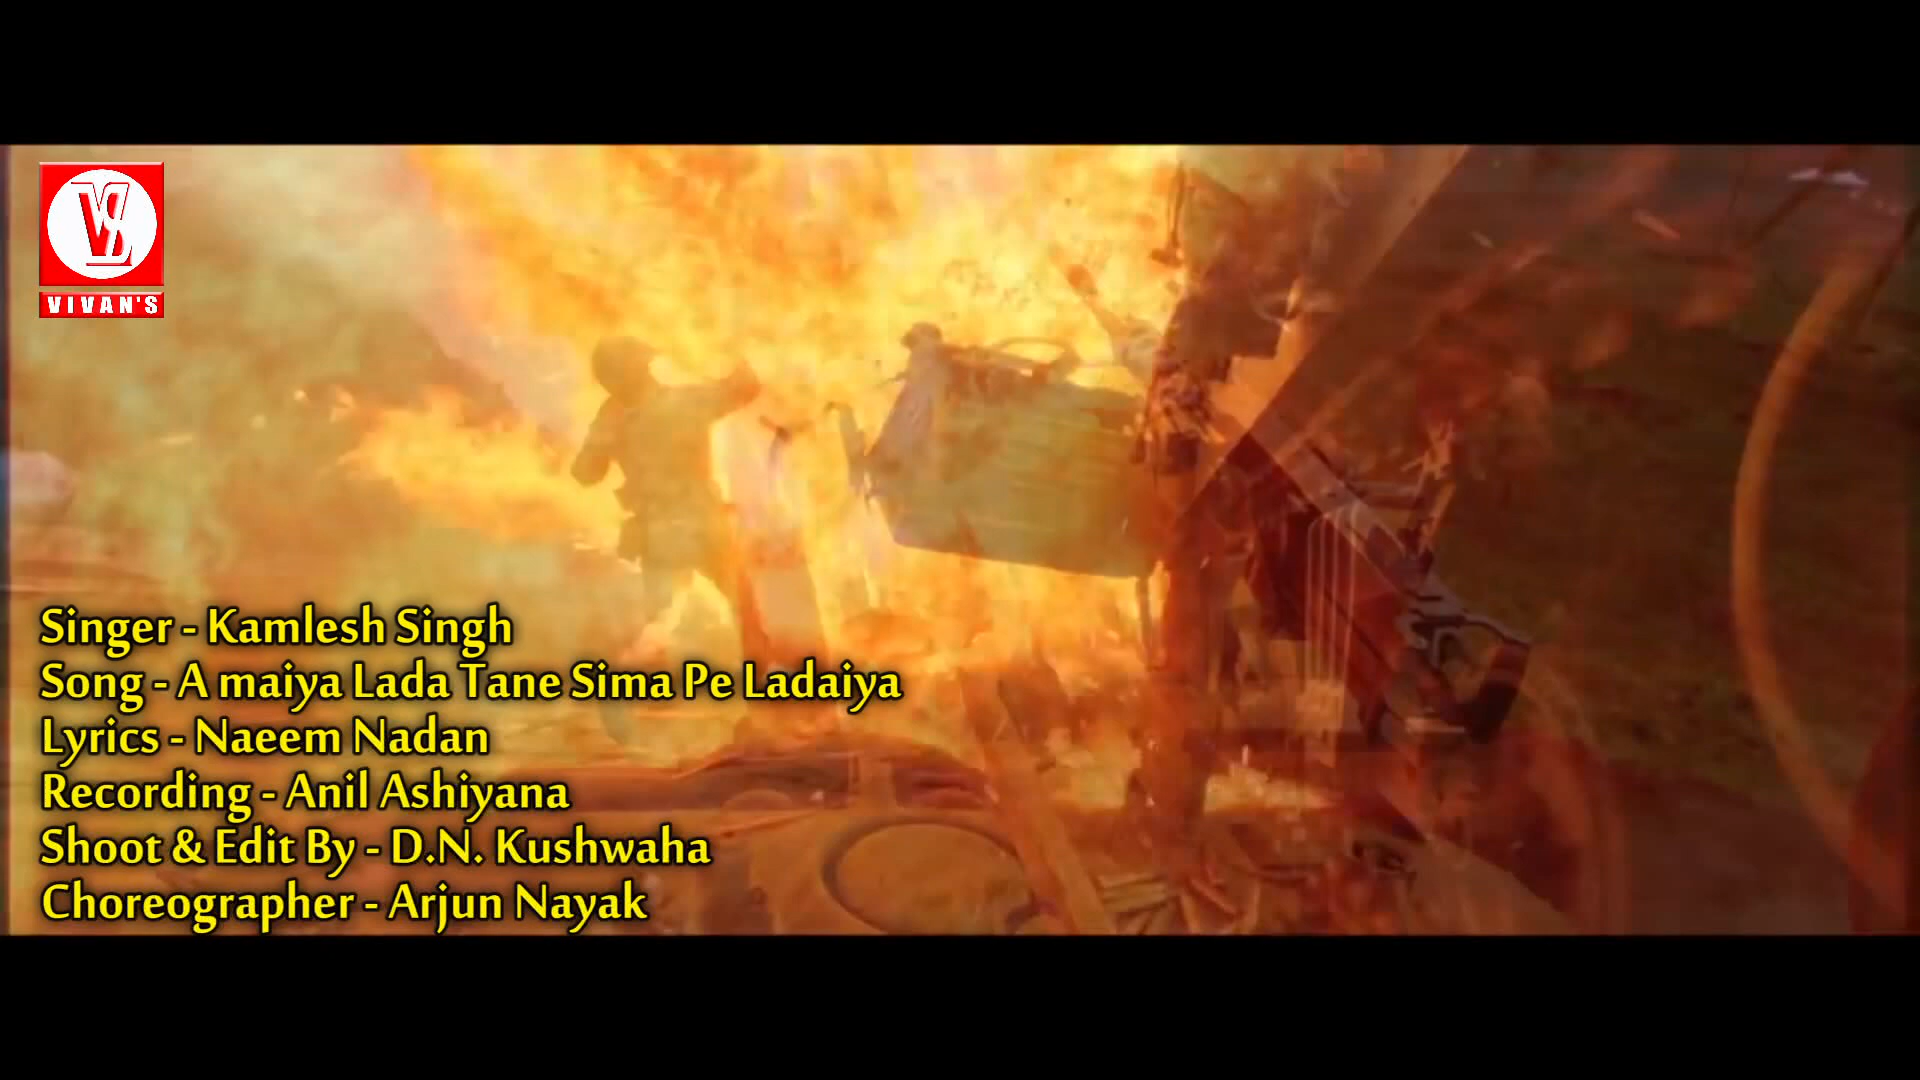 VS
VIVAN'S
Singer - Kamlesh Singh
Song - A maiya Lada Tane Sima Pe Ladaiya
Lyrics - Naeem Nadan
Recording - Anil Ashiyana
Shoot & Edit By - D.N. Kushwaha
Choreographer - Arjun Nayak